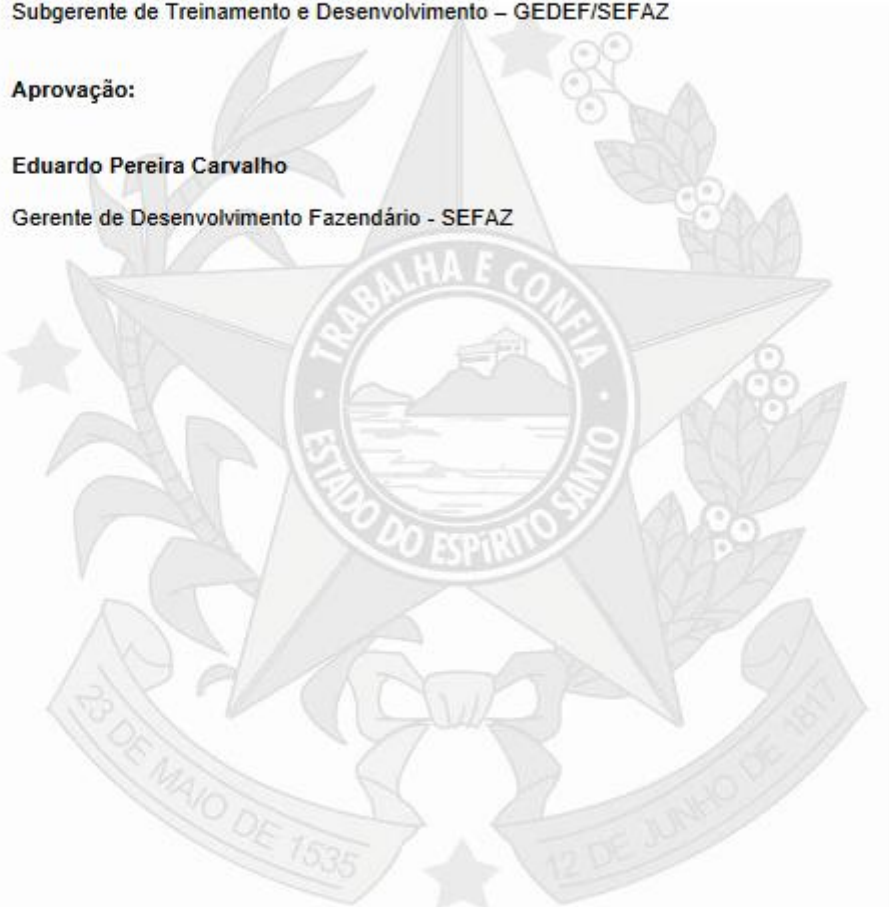 Subgerente de Treinamento e Desenvolvimento – GEDEF/SEFAZ
Aprovação:
Eduardo Pereira Carvalho
Gerente de Desenvolvimento Fazendário - SEFAZ
TRABALHA E CONFIA
ESTADO DO ESPÍRITO SANTO
23 DE MAIO DE 1535
12 DE JUNHO DE 1817